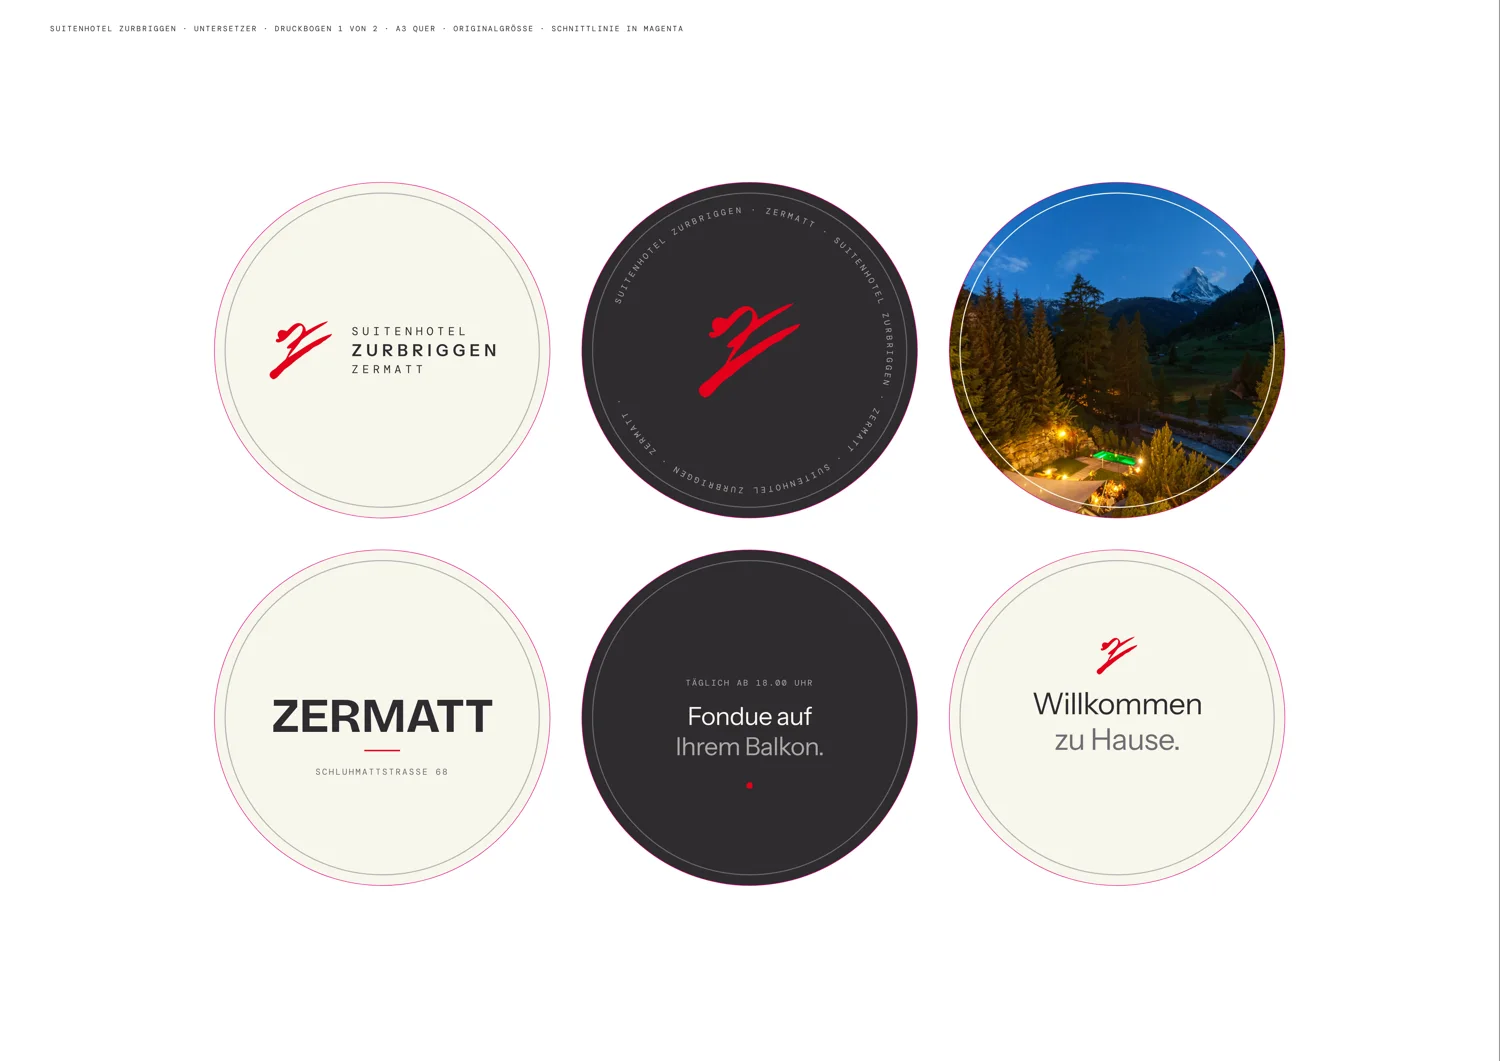 SUITENHOTEL ZURBRIGGEN · UNTERSETZER · DRUCKBOGEN 1 VON 2 · A3 QUER · ORIGINALGRÖSSE · SCHNITTLINIE IN MAGENTA
SUITENHOTEL
ZURBRIGGEN
ZERMATT
SUITENHOTEL ZURBRIGGEN · ZERMATT · SUITENHOTEL ZURBRIGGEN · ZERMATT · SUITENHOTEL ZURBRIGGEN · ZERMATT ·
ZERMATT
SCHLUHMATTSTRASSE 68
TÄGLICH AB 18.00 UHR
Fondue auf
Ihrem Balkon.
Willkommen
zu Hause.